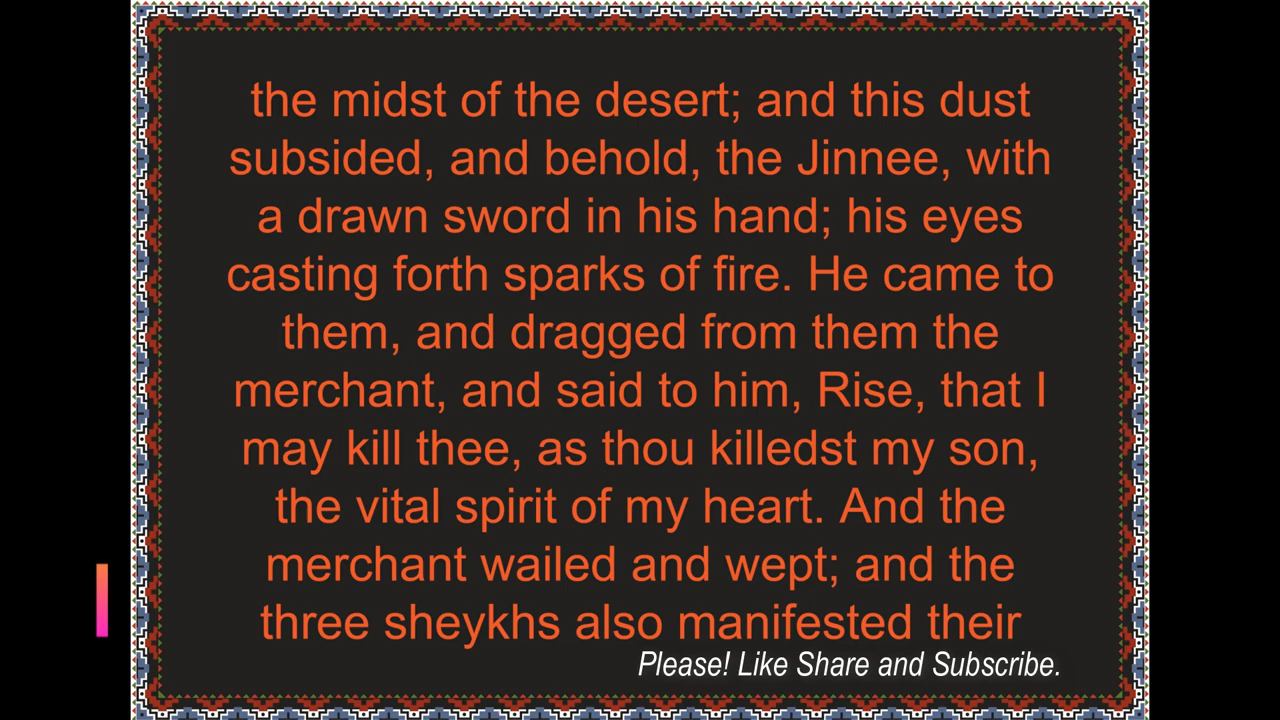 the midst of the desert; and this dust
subsided, and behold, the Jinnee, with
a drawn sword in his hand; his eyes
casting forth sparks of fire. He came to
them, and dragged from them the
merchant, and said to him, Rise, that I
may kill thee, as thou killedst my son,
the vital spirit of my heart. And the
merchant wailed and wept; and the
three sheykhs also manifested their
Please! Like Share and Subscribe.